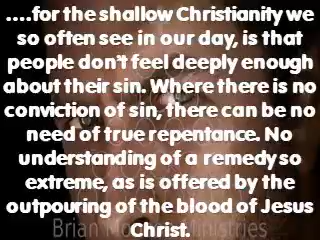 ....for the shallow Christianity we
so often see in our day, is that
people don't feel deeply enough
about their sin. Where there is no
conviction of sin, there can be no
need of true repentance. No
understanding of a remedy so
extreme, as is offered by the
outpouring of the blood of Jesus
Christ.
Brian Ministries